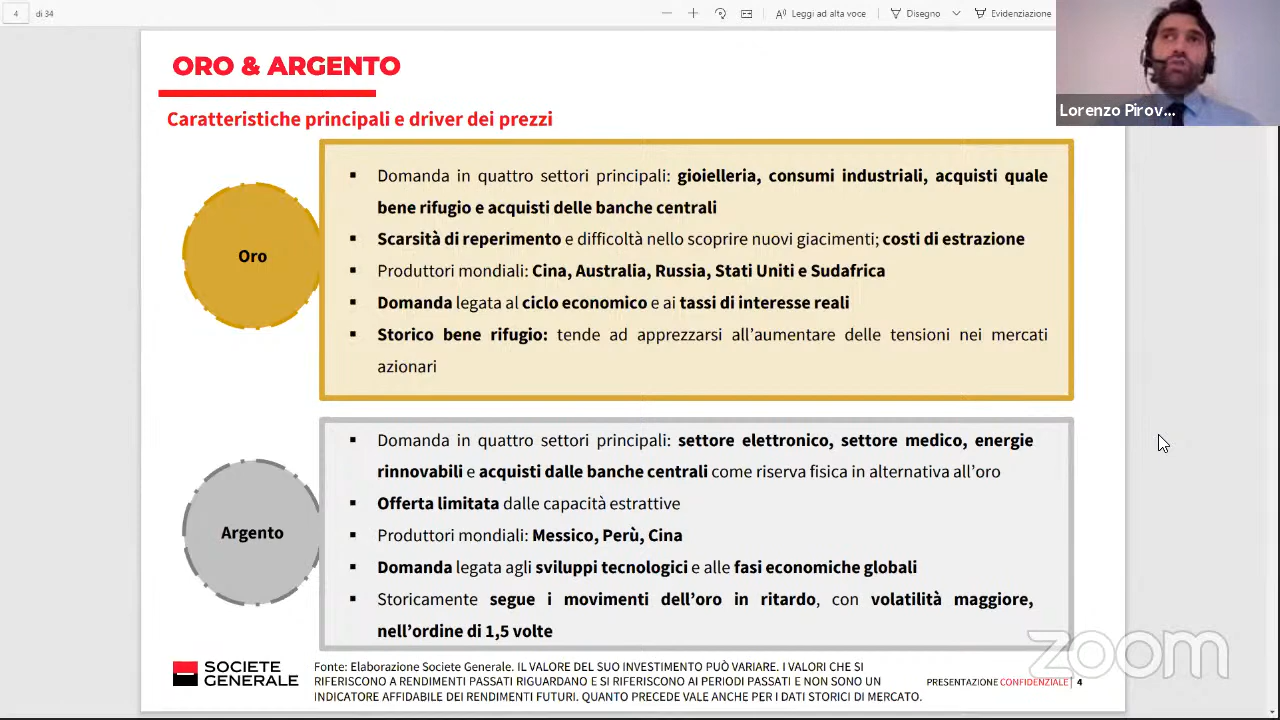 4 di 34
Leggi ad alta voce
Disegno
Evidenziazione
ORO & ARGENTO
Caratteristiche principali e driver dei prezzi
Lorenzo Pirov...
Oro
▪ Domanda in quattro settori principali: gioielleria, consumi industriali, acquisti quale
bene rifugio e acquisti delle banche centrali
▪ Scarsità di reperimento e difficoltà nello scoprire nuovi giacimenti; costi di estrazione
▪ Produttori mondiali: Cina, Australia, Russia, Stati Uniti e Sudafrica
▪ Domanda legata al ciclo economico e ai tassi di interesse reali
▪ Storico bene rifugio: tende ad apprezzarsi all’aumentare delle tensioni nei mercati
azionari
Argento
▪ Domanda in quattro settori principali: settore elettronico, settore medico, energie
rinnovabili e acquisti dalle banche centrali come riserva fisica in alternativa all’oro
▪ Offerta limitata dalle capacità estrattive
▪ Produttori mondiali: Messico, Perù, Cina
▪ Domanda legata agli sviluppi tecnologici e alle fasi economiche globali
▪ Storicamente segue i movimenti dell’oro in ritardo, con volatilità maggiore,
nell’ordine di 1,5 volte
SOCIETE
GENERALE
Fonte: Elaborazione Societe Generale. IL VALORE DEL SUO INVESTIMENTO PUÒ VARIARE. I VALORI CHE SI
RIFERISCONO A RENDIMENTI PASSATI RIGUARDANO E SI RIFERISCONO AI PERIODI PASSATI E NON SONO UN
INDICATORE AFFIDABILE DEI RENDIMENTI FUTURI. QUANTO PRECEDE VALE ANCHE PER I DATI STORICI DI MERCATO.
PRESENTAZIONE CONFIDENZIALE | 4
zoom